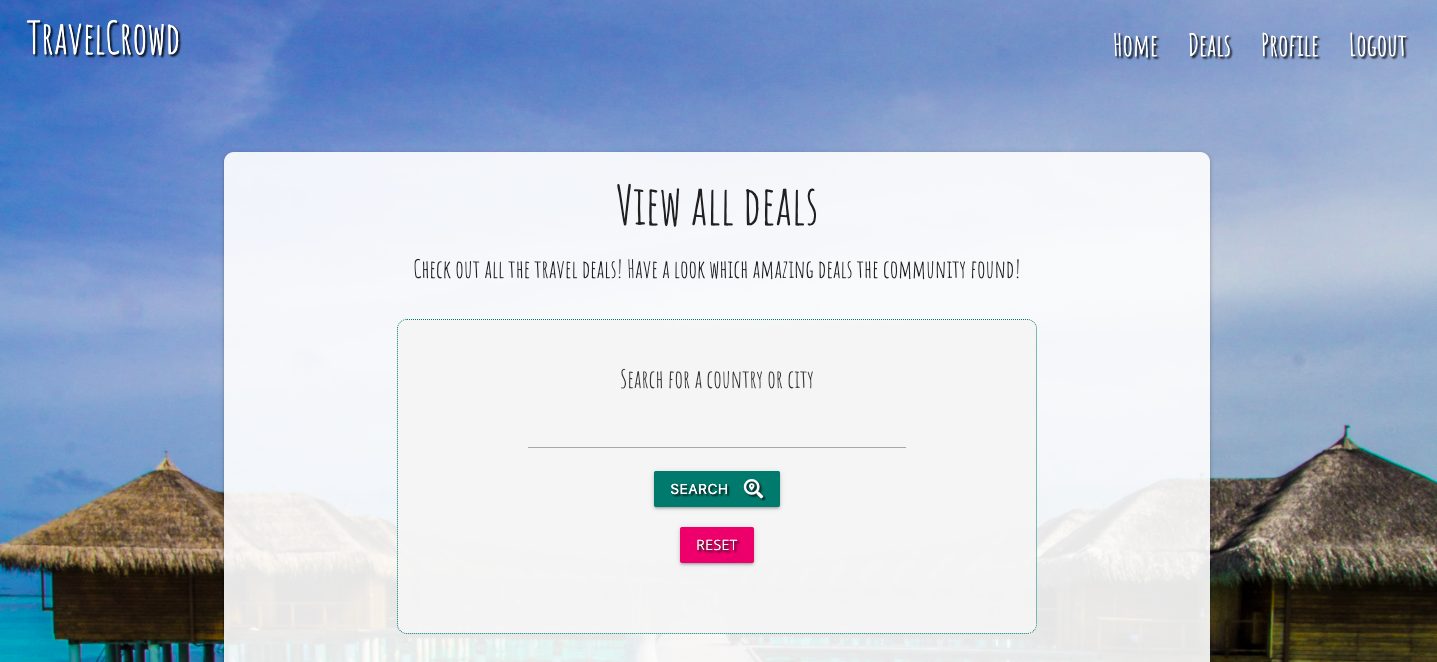 TravelCrowd
Home Deals Profile Logout
View all deals
Check out all the travel deals! Have a look which amazing deals the community found!
Search for a country or city
SEARCH
RESET